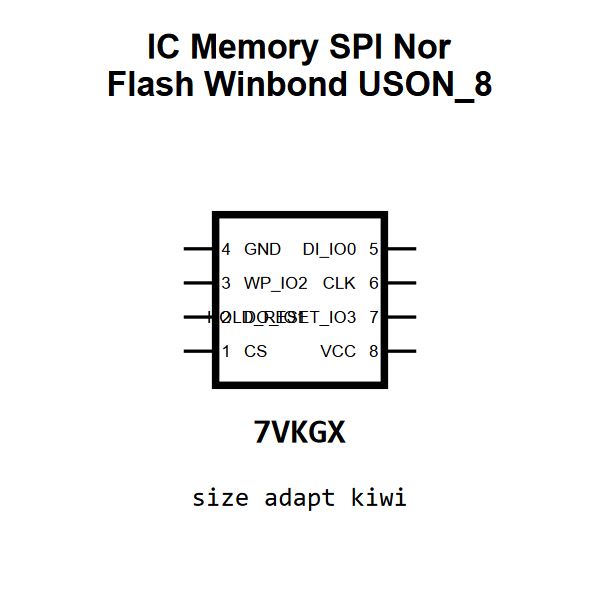 IC Memory SPI Nor
Flash Winbond USON_8
4 GND DI_IO0 5
3 WP_IO2 CLK 6
2 7
1 CS VCC 8
7VKGX
size adapt kiwi